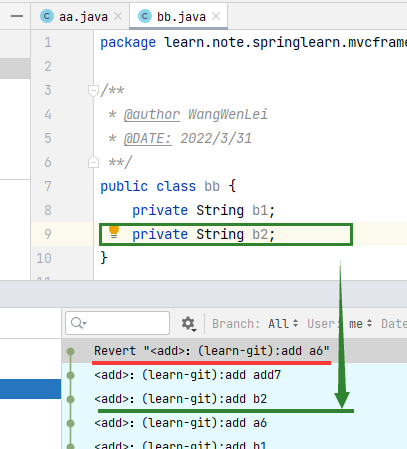 aa.java
bb.java
1 package learn.note.springlearn.mvcframe
2
3 /**
4 * @author WangWenLei
5 * @DATE: 2022/3/31
6 **/
7 public class bb {
8 private String b1;
9 private String b2;
10 }
Branch: All
User: me
Date
Revert "<add>: (learn-git):add a6"
<add>: (learn-git):add add7
<add>: (learn-git):add b2
<add>: (learn-git):add a6
<add>: (learn-git):add b1